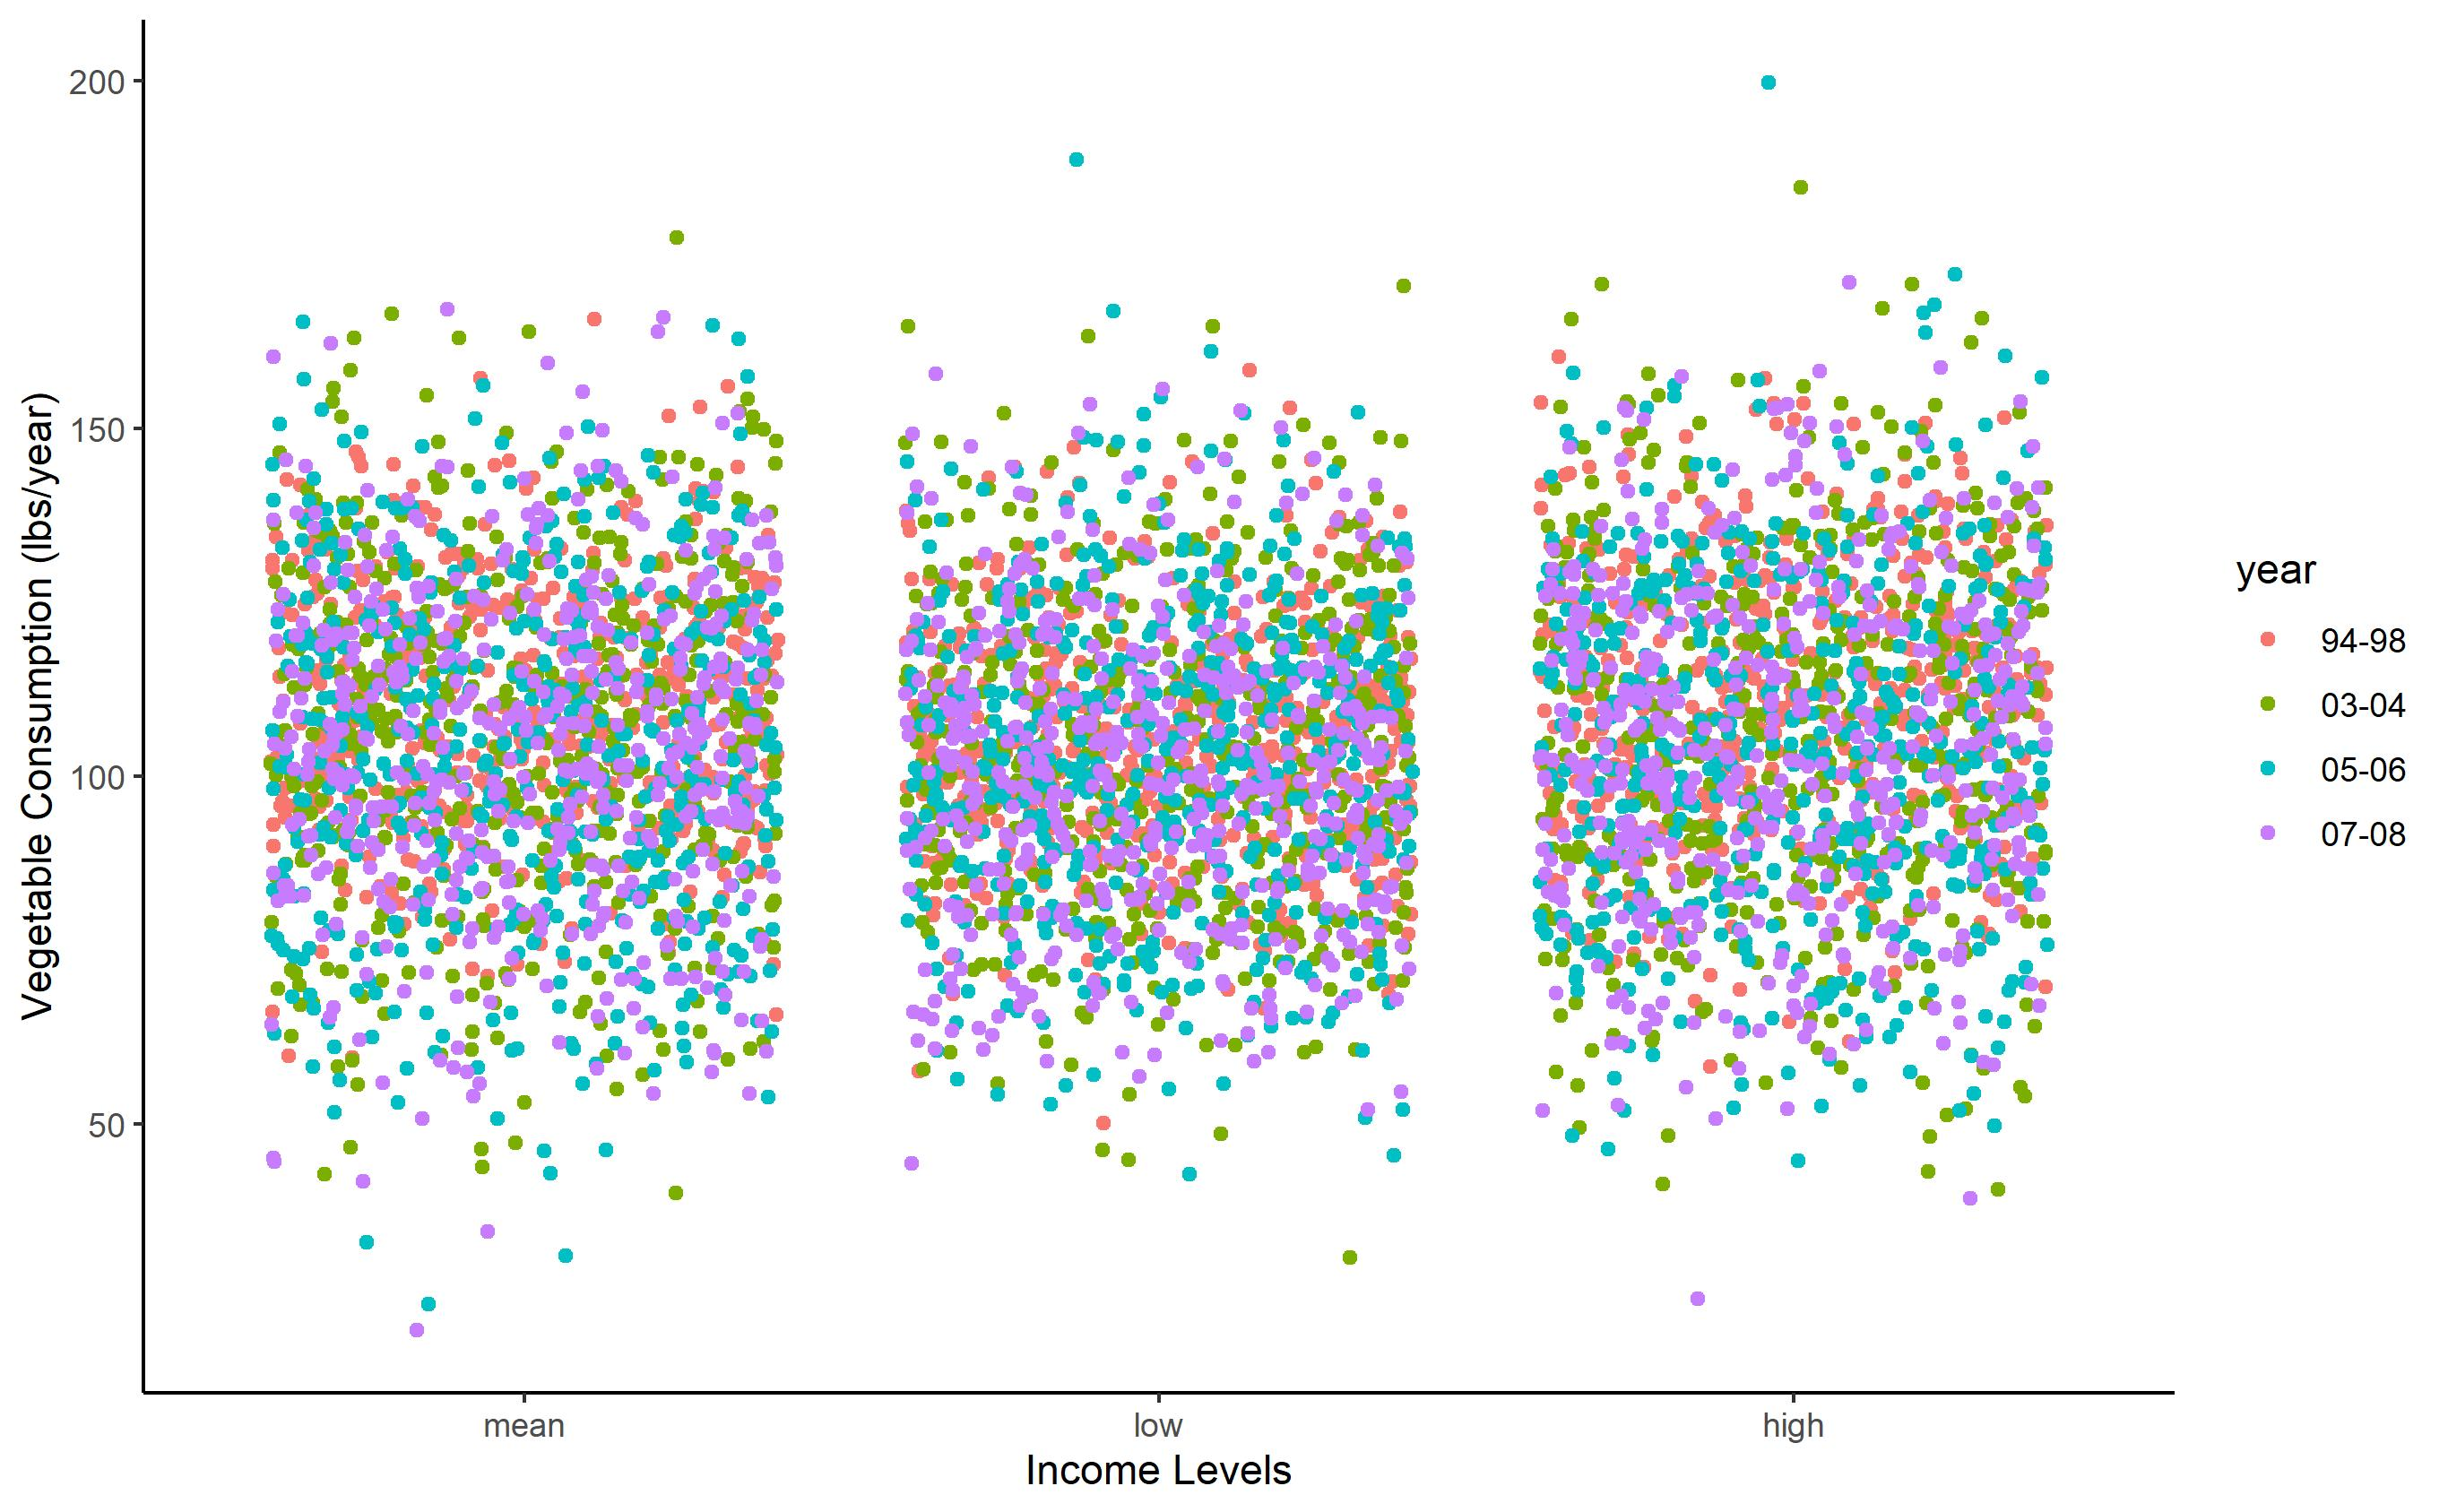 200
150
100
50
Vegetable Consumption (lbs/year)
mean low high
Income Levels
year
94-98
03-04
05-06
07-08